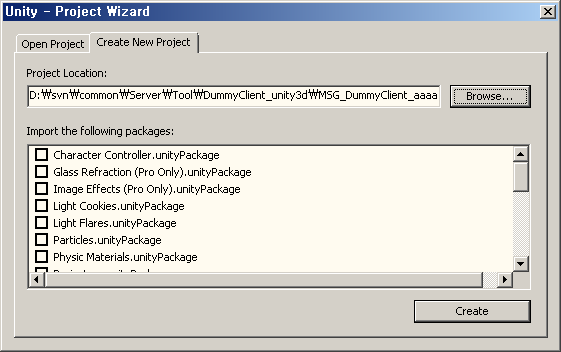 Unity - Project Wizard
Open Project
Create New Project
Project Location:
D:₩svn₩common₩Server₩Tool₩DummyClient_unity3d₩MSG_DummyClient_aaaa
Browse...
Import the following packages:
Character Controller.unityPackage
Glass Refraction (Pro Only).unityPackage
Image Effects (Pro Only).unityPackage
Light Cookies.unityPackage
Light Flares.unityPackage
Particles.unityPackage
Physic Materials.unityPackage
Create